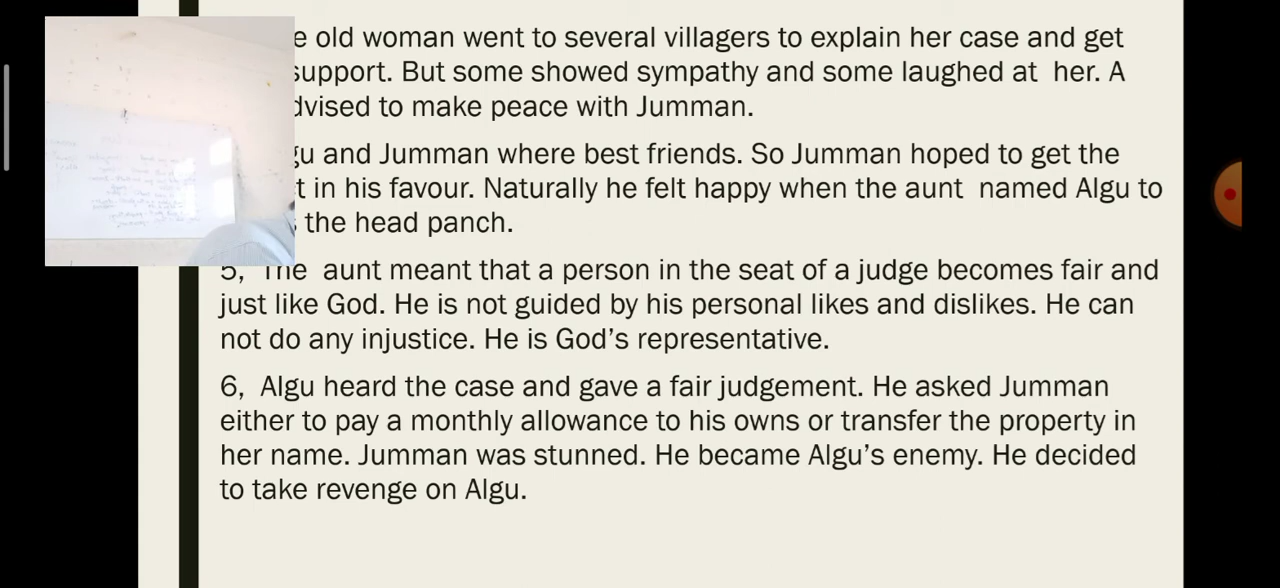 old woman went to several villagers to explain her case and get
support. But some showed sympathy and some laughed at her. A
to make peace with Jumman.
and Jumman where best friends. So Jumman hoped to get the
in his favour. Naturally he felt happy when the aunt named Algu to
the head panch.
5, The aunt meant that a person in the seat of a judge becomes fair and
just like God. He is not guided by his personal likes and dislikes. He can
not do any injustice. He is God’s representative.
6, Algu heard the case and gave a fair judgement. He asked Jumman
either to pay a monthly allowance to his owns or transfer the property in
her name. Jumman was stunned. He became Algu’s enemy. He decided
to take revenge on Algu.